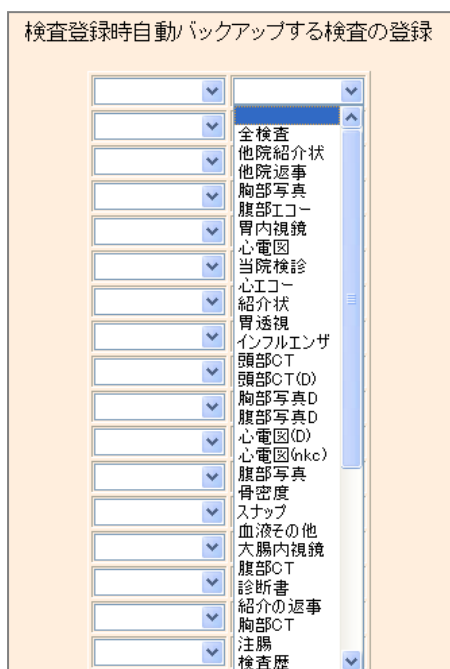 検査登録時自動バックアップする検査の登録
全検査
他院紹介状
他院返事
胸部写真
腹部エコー
胃内視鏡
心電図
当院検診
心エコー
紹介状
胃透視
インフルエンザ
頭部CT
頭部CT(D)
胸部写真D
腹部写真D
心電図(D)
心電図(nkc)
腹部写真
骨密度
スナップ
血液その他
大腸内視鏡
腹部CT
診断書
紹介の返事
胸部CT
注腸
検査歴